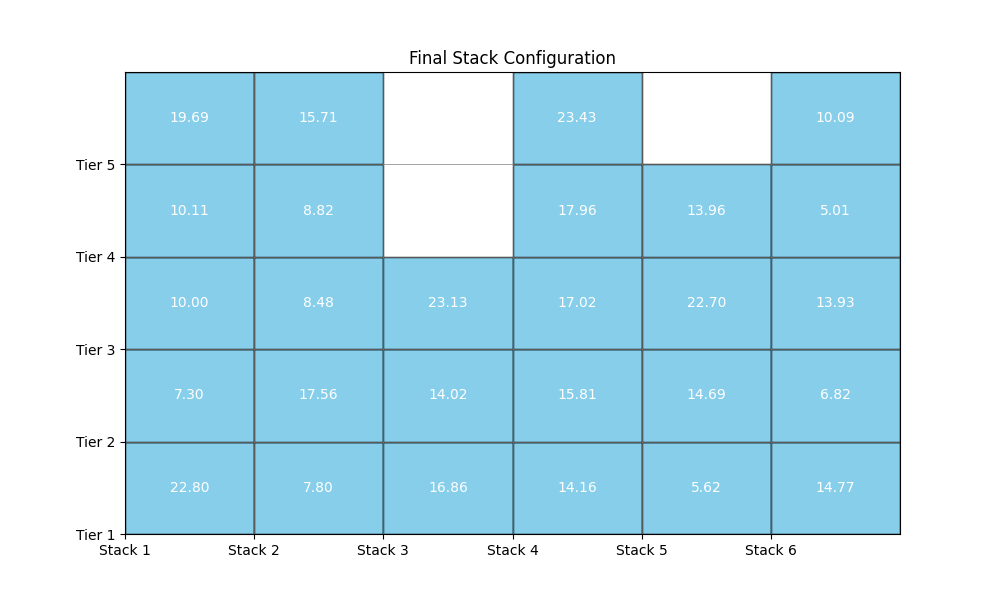 Final Stack Configuration
19.69 15.71 23.43 10.09
Tier 5
10.11 8.82 17.96 13.96 5.01
Tier 4
10.00 8.48 23.13 17.02 22.70 13.93
Tier 3
7.30 17.56 14.02 15.81 14.69 6.82
Tier 2
22.80 7.80 16.86 14.16 5.62 14.77
Tier 1
Stack 1 Stack 2 Stack 3 Stack 4 Stack 5 Stack 6